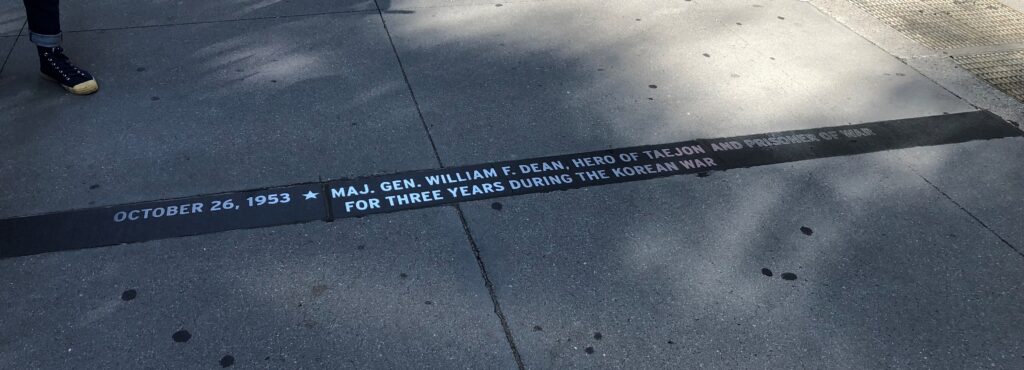 OCTOBER 26, 1953 ★ MAJ. GEN. WILLIAM F. DEAN, HERO OF TAEJON AND PRISONER OF WAR
FOR THREE YEARS DURING THE KOREAN WAR